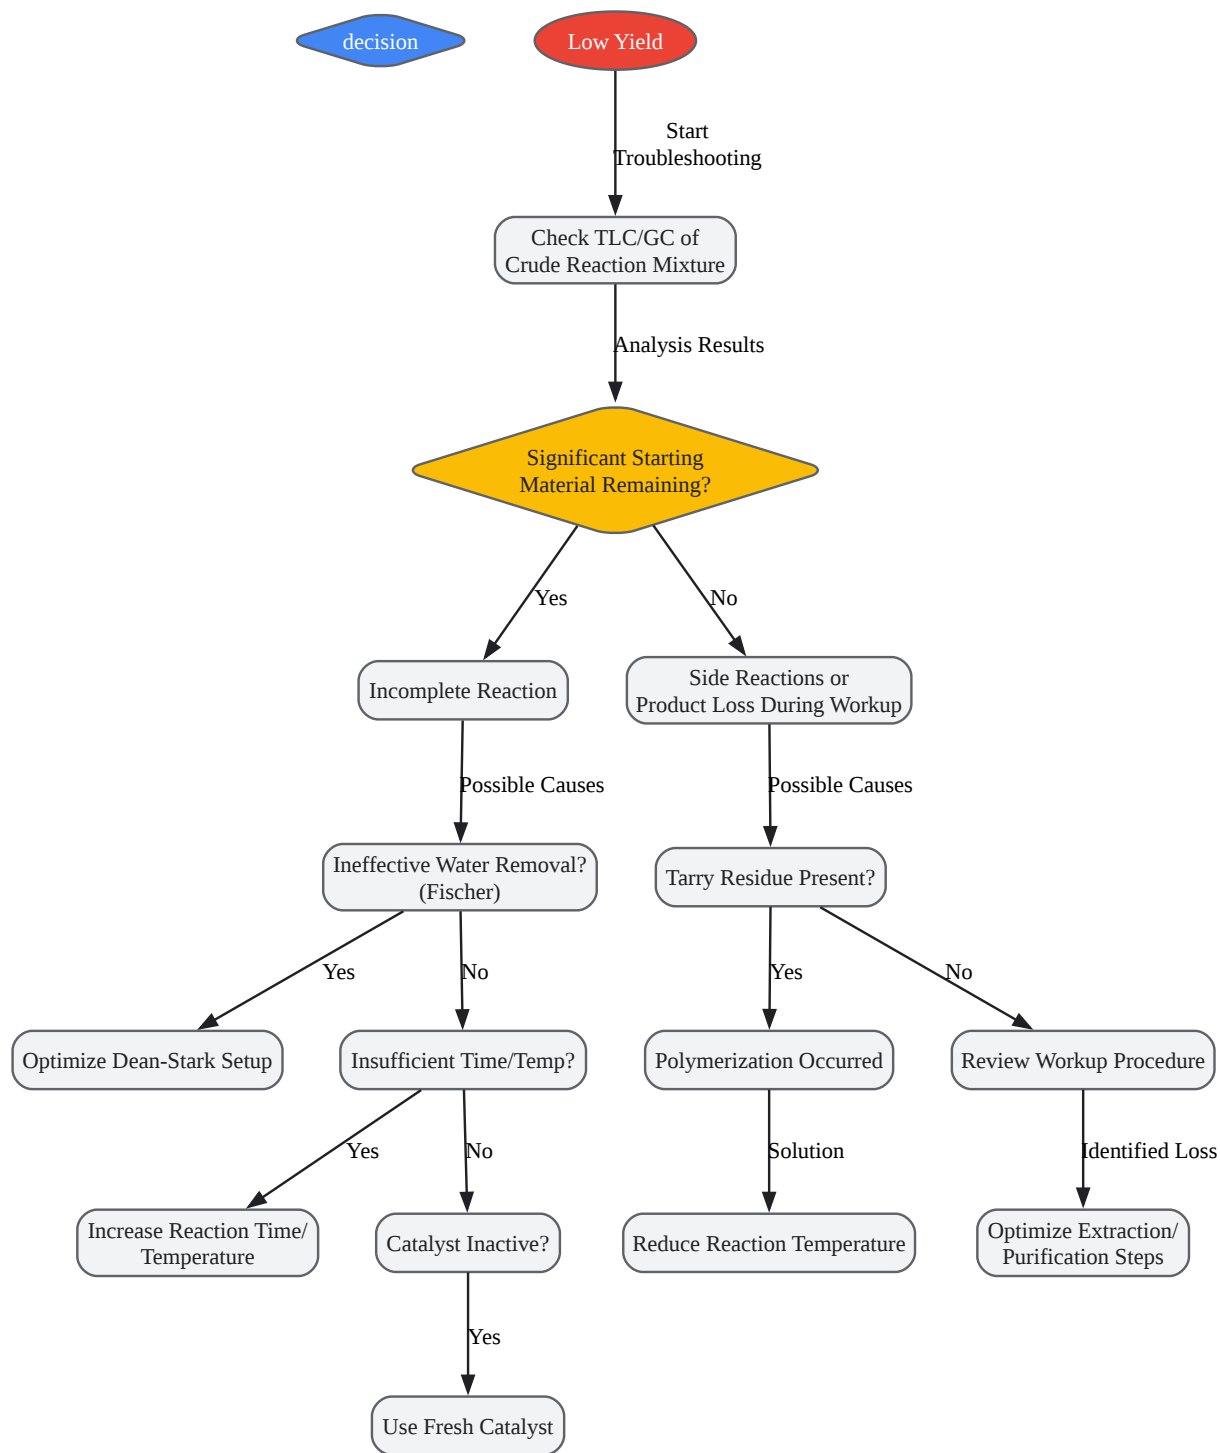 decision
Low Yield
Start
Troubleshooting
Check TLC/GC of
Crude Reaction Mixture
Analysis Results
Significant Starting
Material Remaining?
Yes
No
Incomplete Reaction
Side Reactions or
Product Loss During Workup
Possible Causes
Possible Causes
Ineffective Water Removal?
(Fischer)
Tarry Residue Present?
Yes
No
Yes
No
Optimize Dean-Stark Setup
Insufficient Time/Temp?
Polymerization Occurred
Review Workup Procedure
Yes
No
Solution
Identified Loss
Increase Reaction Time/
Temperature
Catalyst Inactive?
Reduce Reaction Temperature
Optimize Extraction/
Purification Steps
Yes
Use Fresh Catalyst